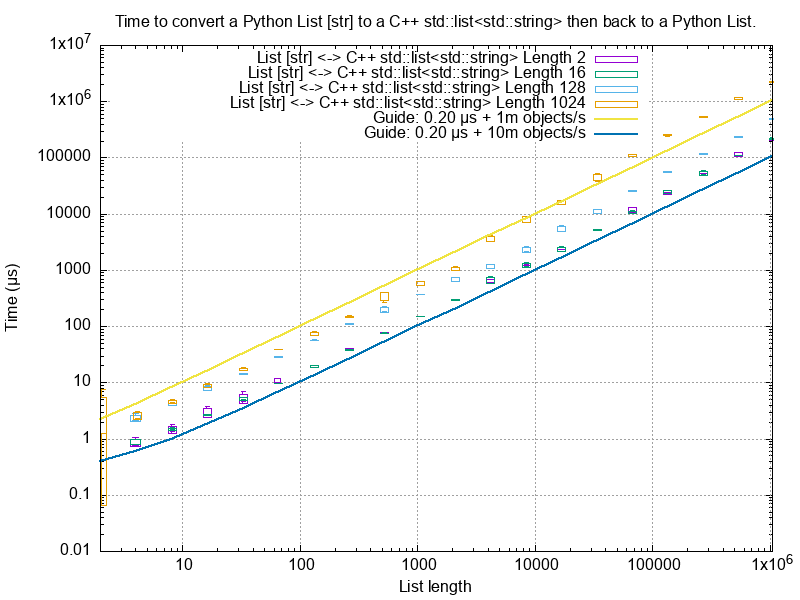 Time to convert a Python List [str] to a C++ std::list<std::string> then back to a Python List.
List [str] <-> C++ std::list<std::string> Length 2
List [str] <-> C++ std::list<std::string> Length 16
List [str] <-> C++ std::list<std::string> Length 128
List [str] <-> C++ std::list<std::string> Length 1024
Guide: 0.20 µs + 1m objects/s
Guide: 0.20 µs + 10m objects/s
Time (µs)
1x10⁷
1x10⁶
100000
10000
1000
100
10
1
0.1
0.01
10 100 1000 10000 100000 1x10⁶
List length